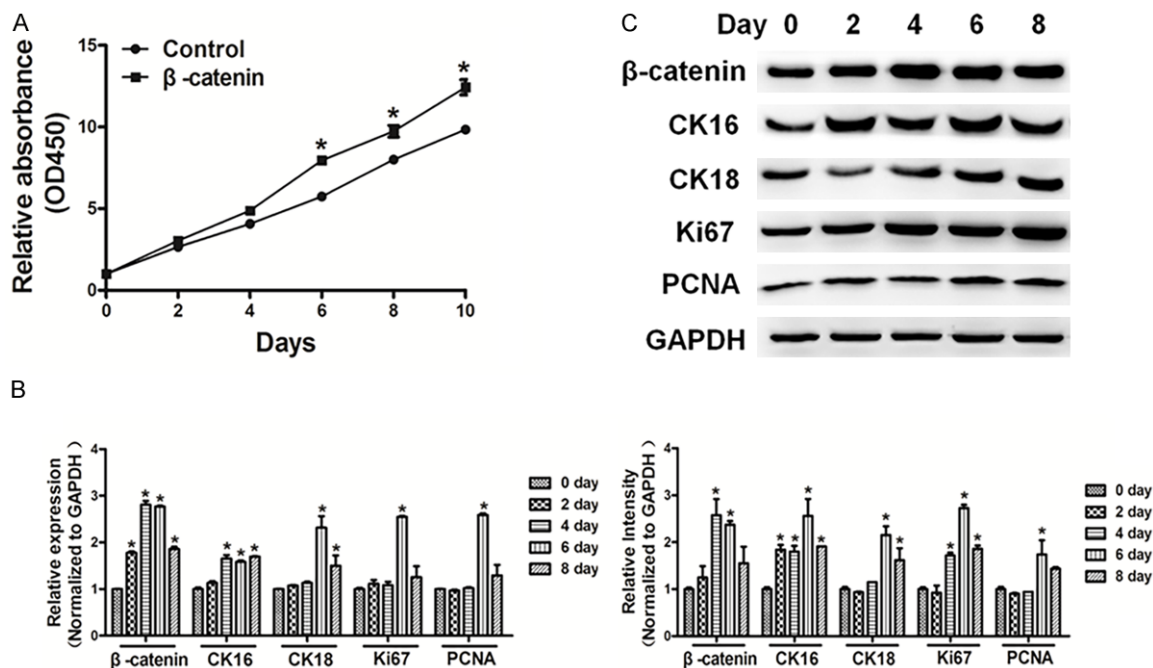 A
Relative absorbance
(OD450)
15
10
5
0
Control
β -catenin
*
*
*
0 2 4 6 8 10
Days
C
Day 0 2 4 6 8
β-catenin
CK16
CK18
Ki67
PCNA
GAPDH
B
Relative expression
(Normalized to GAPDH )
4
3
2
1
0
* * * * *
* * *
* *
*
*
β -catenin CK16 CK18 Ki67 PCNA
0 day
2 day
4 day
6 day
8 day
Relative Intensity
(Normalized to GAPDH )
4
3
2
1
0
* *
* * * *
* *
* * *
*
β -catenin CK16 CK18 Ki67 PCNA
0 day
2 day
4 day
6 day
8 day